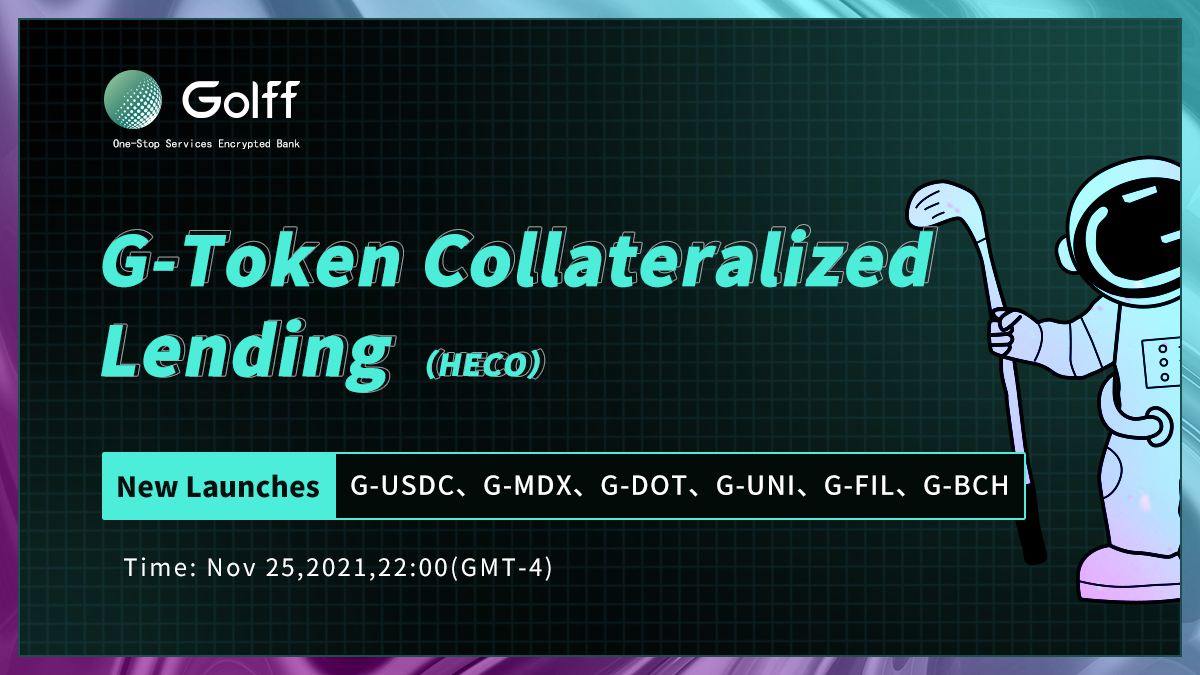 Golff
One-Stop Services Encrypted Bank
G-Token Collateralized
Lending (HECO)
New Launches G-USDC、G-MDX、G-DOT、G-UNI、G-FIL、G-BCH
Time: Nov 25,2021,22:00(GMT-4)